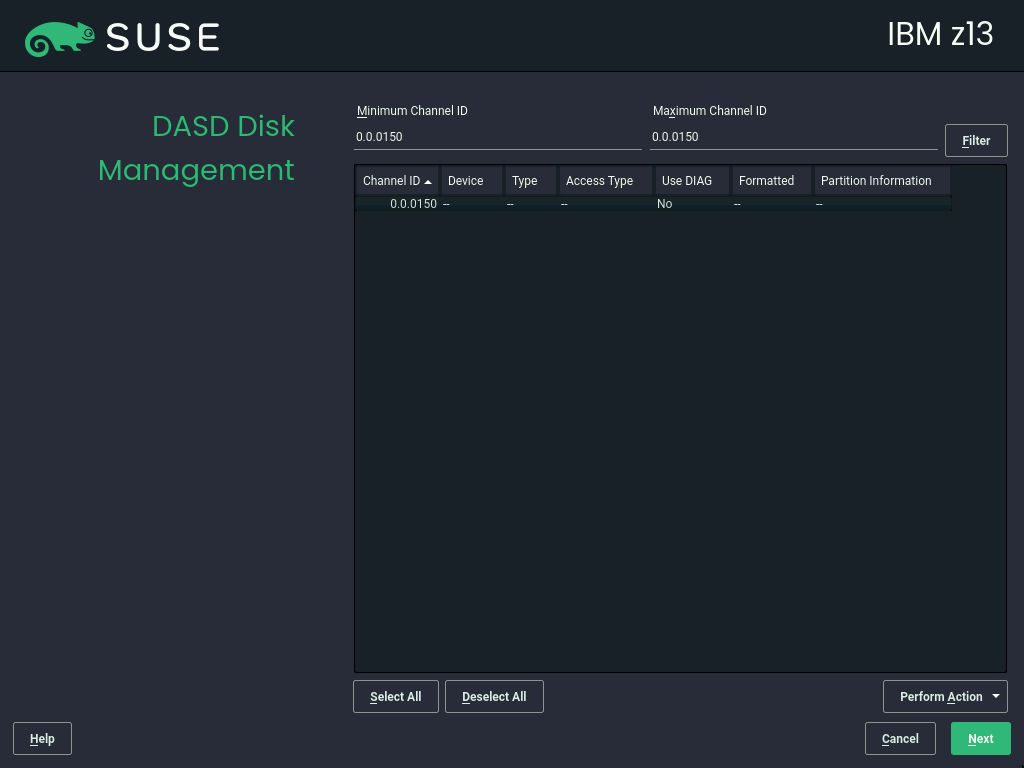 SUSE
IBM z13
DASD Disk
Management
Minimum Channel ID
Maximum Channel ID
0.0.0150
0.0.0150
Filter
Channel ID Device Type Access Type Use DIAG Formatted Partition Information
0.0.0150 -- -- -- No -- --
Select All
Deselect All
Perform Action
Help
Cancel
Next